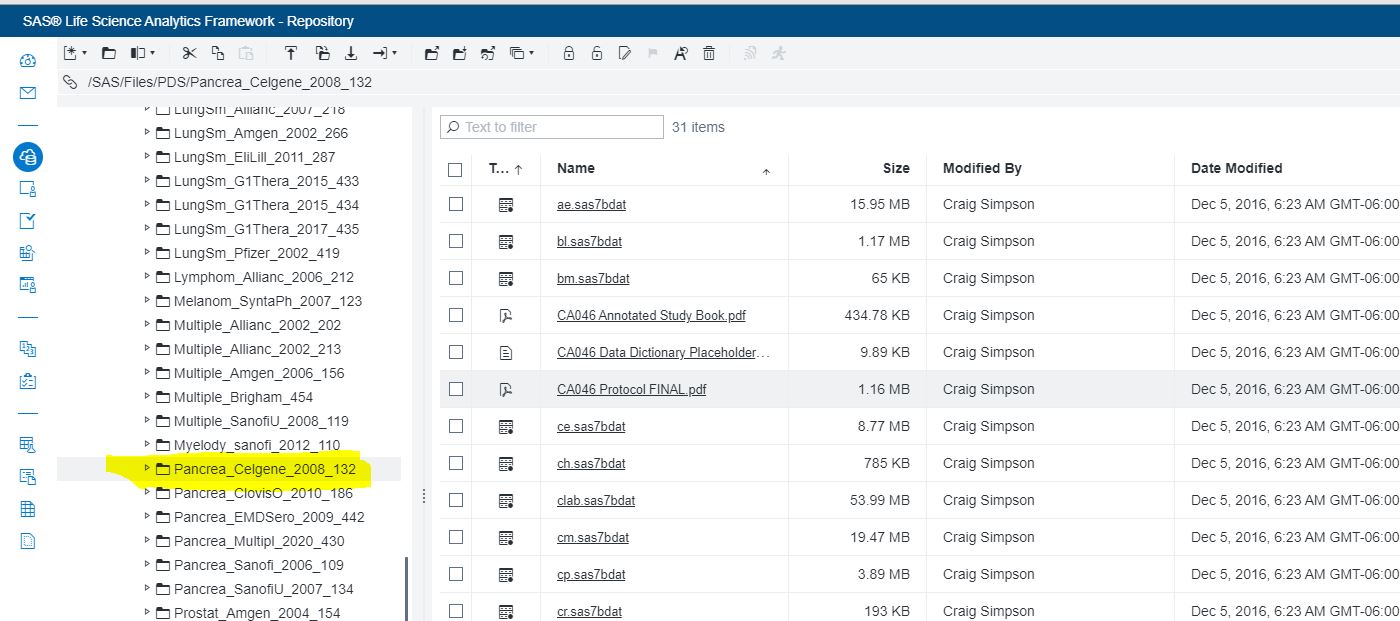 SAS® Life Science Analytics Framework - Repository
/SAS/Files/PDS/Pancrea_Celgene_2008_132
LungSm_Allianc_2007_218
LungSm_Amgen_2002_266
LungSm_EliLill_2011_287
LungSm_G1Thera_2015_433
LungSm_G1Thera_2015_434
LungSm_G1Thera_2017_435
LungSm_Pfizer_2002_419
Lymphom_Allianc_2006_212
Melanom_SyntaPh_2007_123
Multiple_Allianc_2002_202
Multiple_Allianc_2002_213
Multiple_Amgen_2006_156
Multiple_Brigham_454
Multiple_SanofiU_2008_119
Myelody_sanofi_2012_110
Pancrea_Celgene_2008_132
Pancrea_ClovisO_2010_186
Pancrea_EMDSero_2009_442
Pancrea_Multipl_2020_430
Pancrea_Sanofi_2006_109
Pancrea_SanofiU_2007_134
Prostat_Amgen_2004_154
Text to filter 31 items
T... Name Size Modified By Date Modified
ae.sas7bdat 15.95 MB Craig Simpson Dec 5, 2016, 6:23 AM GMT-06:00
bl.sas7bdat 1.17 MB Craig Simpson Dec 5, 2016, 6:23 AM GMT-06:00
bm.sas7bdat 65 KB Craig Simpson Dec 5, 2016, 6:23 AM GMT-06:00
CA046 Annotated Study Book.pdf 434.78 KB Craig Simpson Dec 5, 2016, 6:23 AM GMT-06:00
CA046 Data Dictionary Placeholder... 9.89 KB Craig Simpson Dec 5, 2016, 6:23 AM GMT-06:00
CA046 Protocol FINAL.pdf 1.16 MB Craig Simpson Dec 5, 2016, 6:23 AM GMT-06:00
ce.sas7bdat 8.77 MB Craig Simpson Dec 5, 2016, 6:23 AM GMT-06:00
ch.sas7bdat 785 KB Craig Simpson Dec 5, 2016, 6:23 AM GMT-06:00
clab.sas7bdat 53.99 MB Craig Simpson Dec 5, 2016, 6:23 AM GMT-06:00
cm.sas7bdat 19.47 MB Craig Simpson Dec 5, 2016, 6:23 AM GMT-06:00
cp.sas7bdat 3.89 MB Craig Simpson Dec 5, 2016, 6:23 AM GMT-06:00
cr.sas7bdat 193 KB Craig Simpson Dec 5, 2016, 6:23 AM GMT-06:00